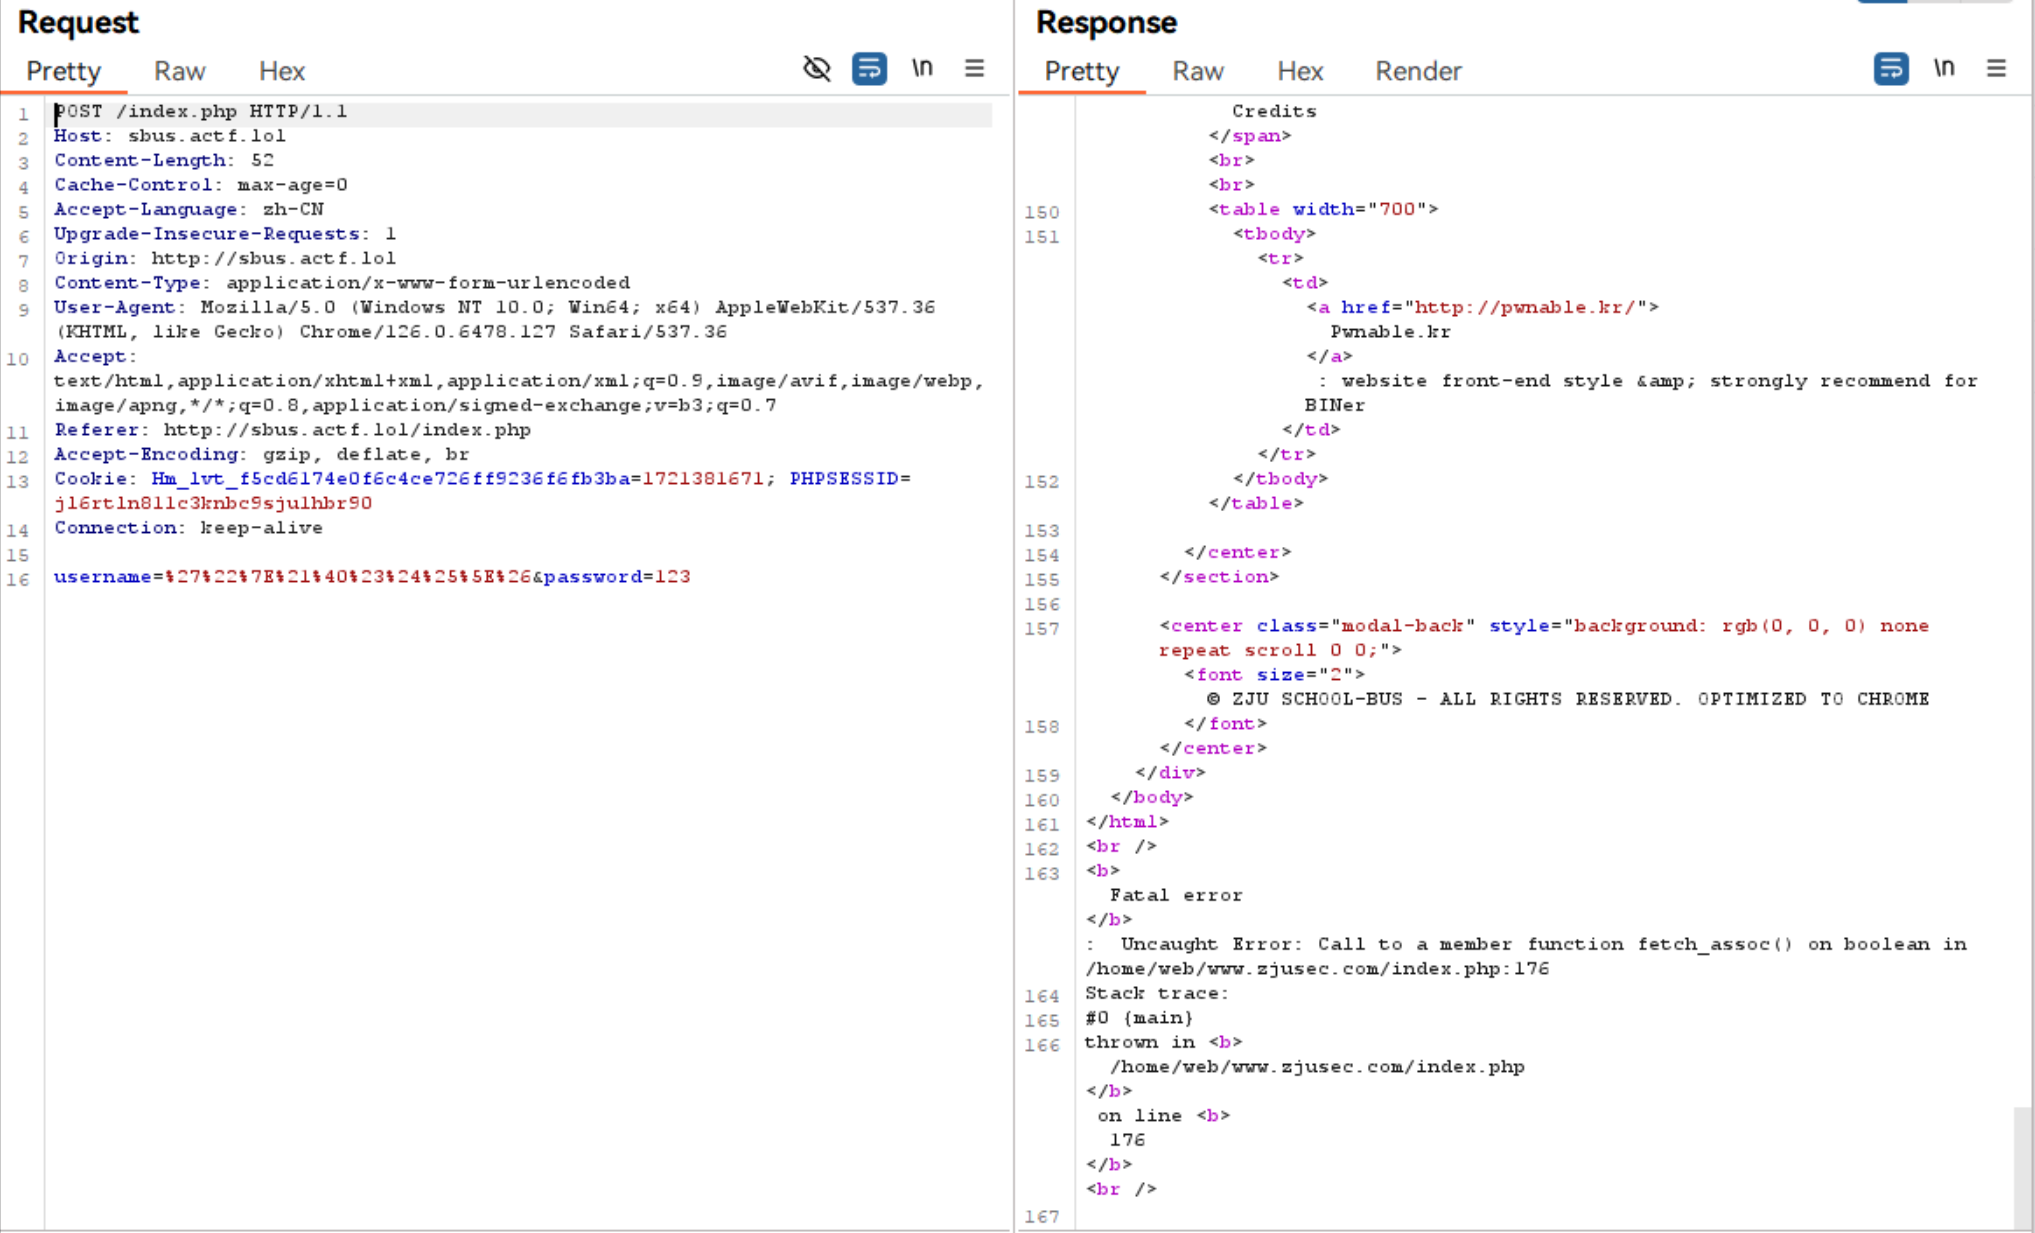 Request
Pretty Raw Hex \n
1 POST /index.php HTTP/1.1
2 Host: sbus.actf.lol
3 Content-Length: 52
4 Cache-Control: max-age=0
5 Accept-Language: zh-CN
6 Upgrade-Insecure-Requests: 1
7 Origin: http://sbus.actf.lol
8 Content-Type: application/x-www-form-urlencoded
9 User-Agent: Mozilla/5.0 (Windows NT 10.0; Win64; x64) AppleWebKit/537.36
(KHTML, like Gecko) Chrome/126.0.6478.127 Safari/537.36
10 Accept:
text/html,application/xhtml+xml,application/xml;q=0.9,image/avif,image/webp,
image/apng,*/*;q=0.8,application/signed-exchange;v=b3;q=0.7
11 Referer: http://sbus.actf.lol/index.php
12 Accept-Encoding: gzip, deflate, br
13 Cookie: Hm_lvt_f5cd6174e0f6c4ce726ff9236f6fb3ba=1721381671; PHPSESSID=
jl6rtln8llc3knbc9sjulhbr90
14 Connection: keep-alive
15
16 username=%27%22%7E%21%40%23%24%25%5E%26&password=123
Response
Pretty Raw Hex Render \n
Credits
</span>
<br>
<br>
150 <table width="700">
151 <tbody>
<tr>
<td>
<a href="http://pwnable.kr/">
Pwnable.kr
</a>
: website front-end style &amp; strongly recommend for
BINer
</td>
</tr>
152 </tbody>
</table>
153
154 </center>
155 </section>
156
157 <center class="modal-back" style="background: rgb(0, 0, 0) none
repeat scroll 0 0;">
<font size="2">
© ZJU SCHOOL-BUS - ALL RIGHTS RESERVED. OPTIMIZED TO CHROME
158 </font>
</center>
159 </div>
160 </body>
161 </html>
162 <br />
163 <b>
Fatal error
</b>
: Uncaught Error: Call to a member function fetch_assoc() on boolean in
/home/web/www.zjusec.com/index.php:176
164 Stack trace:
165 #0 {main}
166 thrown in <b>
/home/web/www.zjusec.com/index.php
</b>
on line <b>
176
</b>
<br />
167